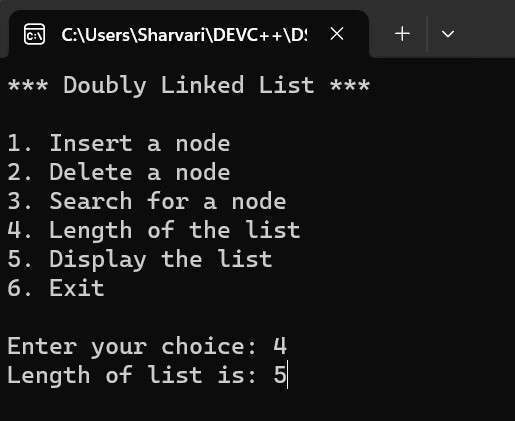 C:\Users\Sharvari\DEVC++\DS
*** Doubly Linked List ***
1. Insert a node
2. Delete a node
3. Search for a node
4. Length of the list
5. Display the list
6. Exit
Enter your choice: 4
Length of list is: 5